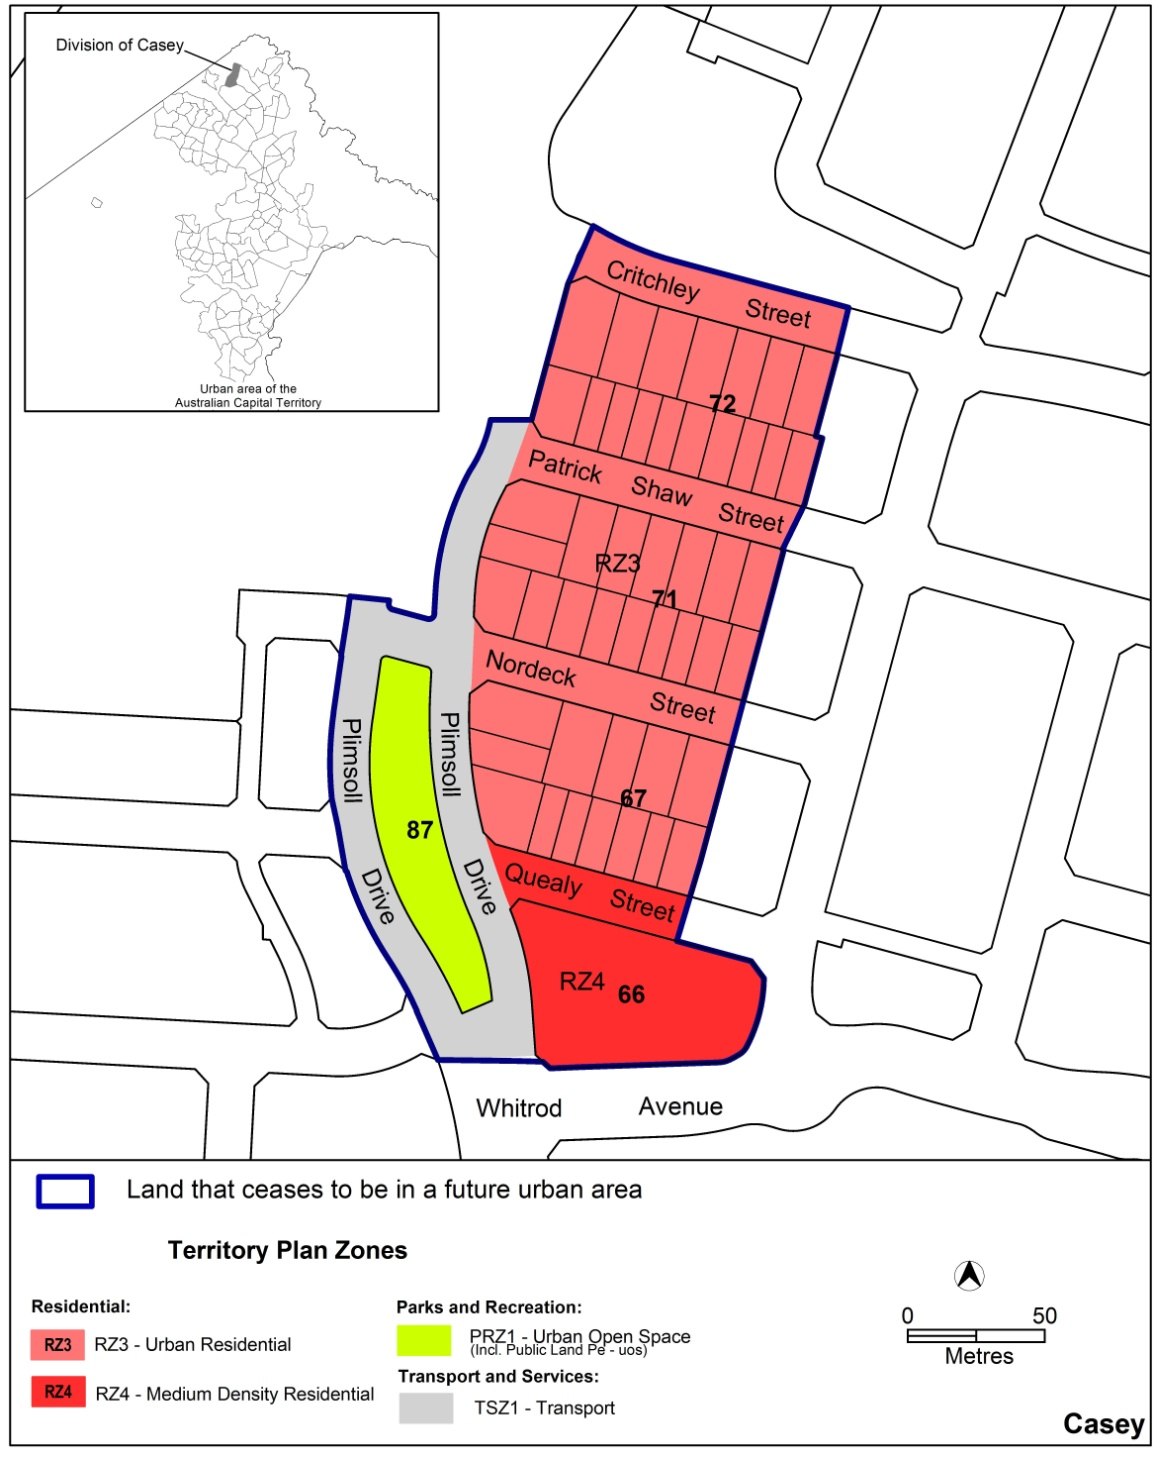 Division of Casey
Urban area of the
Australian Capital Territory
Critchley Street
72
Patrick Shaw Street
RZ3
71
Nordeck Street
67
Plimsoll Drive
Plimsoll Drive
87
Quealy Street
RZ4 66
Whitrod Avenue
Land that ceases to be in a future urban area
Territory Plan Zones
Residential:
RZ3 RZ3 - Urban Residential
RZ4 RZ4 - Medium Density Residential
Parks and Recreation:
PRZ1 - Urban Open Space
(Incl. Public Land Pe - uos)
Transport and Services:
TSZ1 - Transport
0 50
Metres
Casey